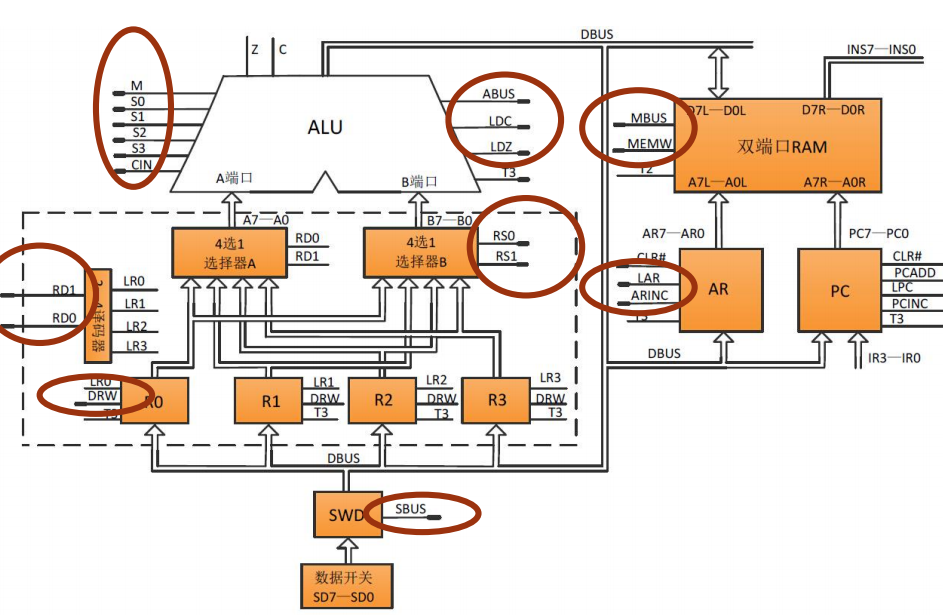 DBUS
Z
C
INS7—INS0
M
S0
S1
S2
S3
CIN
ALU
ABUS
LDC
LDZ
T3
A端口
B端口
MBUS
MEMW
T2
D7L—D0L
D7R—D0R
双端口RAM
A7L—A0L
A7R—A0R
A7—A0
B7—B0
4选1
选择器A
RD0
RD1
4选1
选择器B
RS0
RS1
AR7—AR0
PC7—PC0
CLR#
LAR
ARINC
T3
AR
PC
CLR#
PCADD
LPC
PCINC
T3
RD1
RD0
2—4译码器
LR0
LR1
LR2
LR3
DBUS
IR3—IR0
LR0
DRW
T3
R0
R1
LR1
DRW
T3
R2
LR2
DRW
T3
R3
LR3
DRW
T3
DBUS
SWD
SBUS
数据开关
SD7—SD0